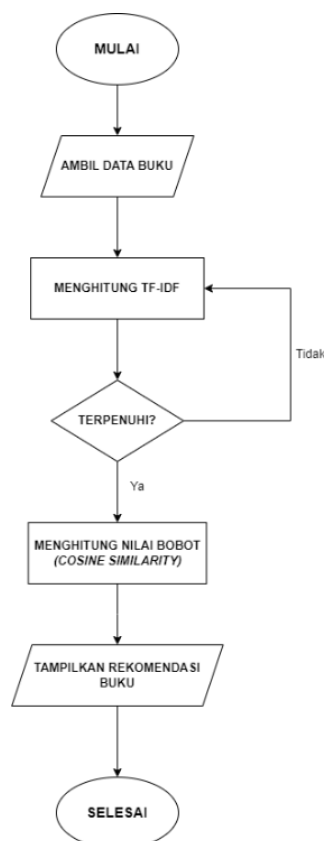 MULAI
AMBIL DATA BUKU
MENGHITUNG TF-IDF
Tidak
TERPENUHI?
Ya
MENGHITUNG NILAI BOBOT
(COSINE SIMILARITY)
TAMPILKAN REKOMENDASI
BUKU
SELESAI